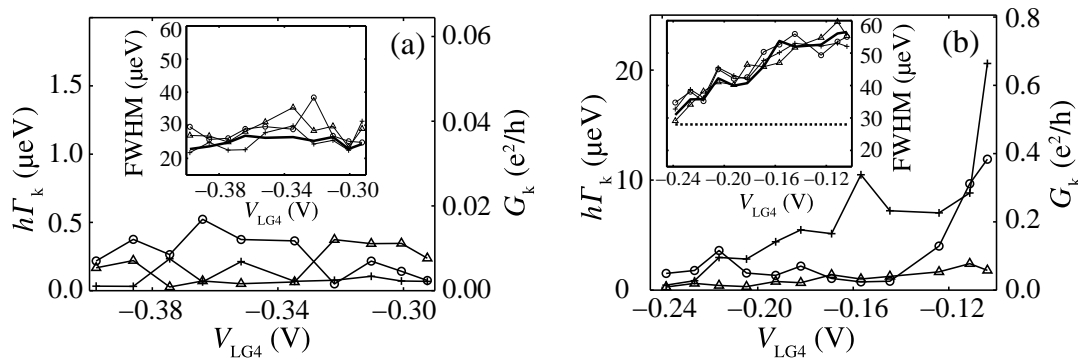 (a)
hΓk (μeV)
1.5
1.0
0.5
0.0
Gk (e²/h)
0.06
0.04
0.02
0.00
−0.38 −0.34 −0.30
VLG4 (V)
FWHM (μeV)
60
50
40
30
20
−0.38 −0.34 −0.30
VLG4 (V)
(b)
hΓk (μeV)
20
10
0
Gk (e²/h)
0.8
0.6
0.4
0.2
0.0
−0.24 −0.20 −0.16 −0.12
VLG4 (V)
FWHM (μeV)
60
50
40
30
20
−0.24 −0.20 −0.16 −0.12
VLG4 (V)